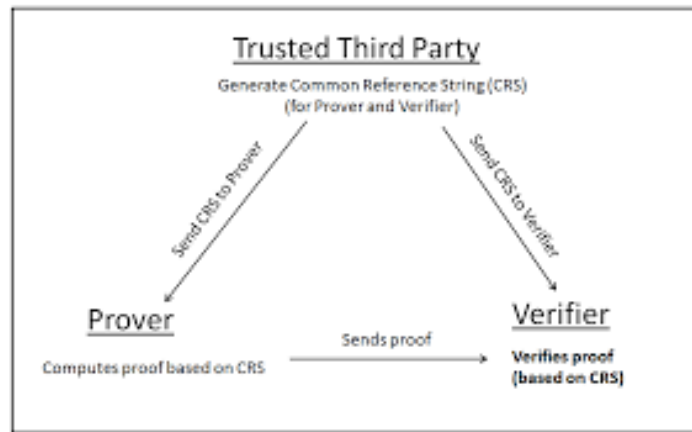 Trusted Third Party
Generate Common Reference String (CRS)
(for Prover and Verifier)
Send CRS to Prover
Send CRS to Verifier
Prover
Computes proof based on CRS
Sends proof
Verifier
Verifies proof
(based on CRS)